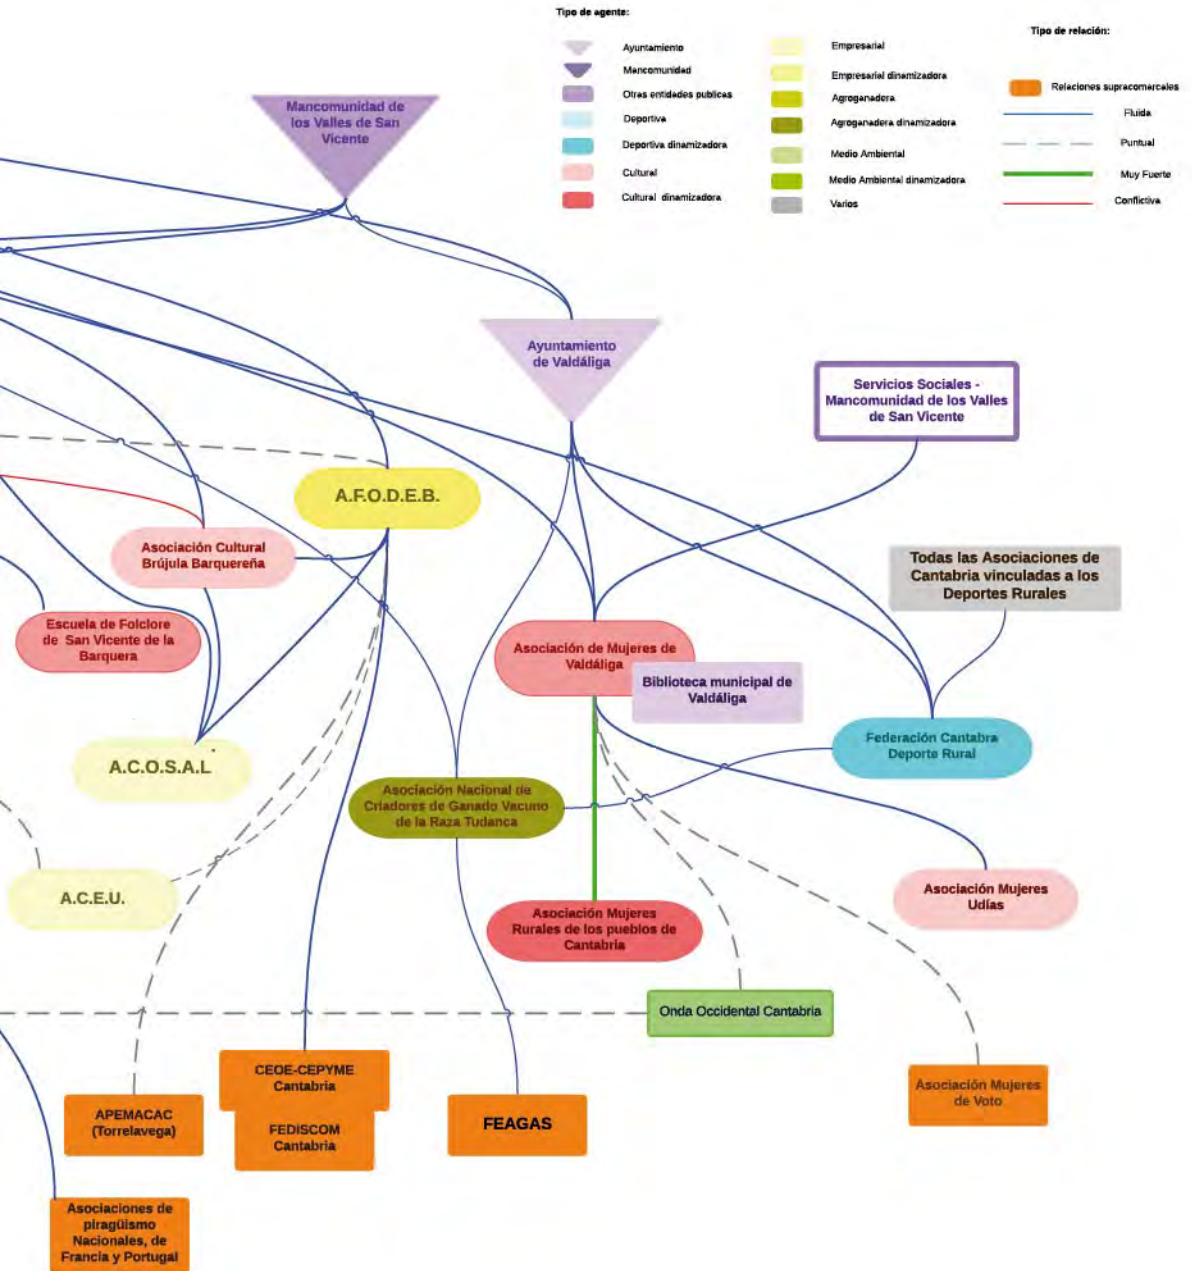 Tipo de agente:
Ayuntamiento
Mancomunidad
Otras entidades publicas
Deportiva
Deportiva dinamizadora
Cultural
Cultural dinamizadora
Empresarial
Empresarial dinamizadora
Agroganadera
Agroganadera dinamizadora
Medio Ambiental
Medio Ambiental dinamizadora
Varios
Tipo de relación:
Relaciones supracomarcales
Fluida
Puntual
Muy Fuerte
Conflictiva
Mancomunidad de
los Valles de San
Vicente
Ayuntamiento
de Valdáliga
Servicios Sociales -
Mancomunidad de los Valles
de San Vicente
A.F.O.D.E.B.
Asociación Cultural
Brújula Barquereña
Todas las Asociaciones de
Cantabria vinculadas a los
Deportes Rurales
Escuela de Folclore
de San Vicente de la
Barquera
Asociación de Mujeres de
Valdáliga
Biblioteca municipal de
Valdáliga
Federación Cantabra
Deporte Rural
A.C.O.S.A.L
Asociación Nacional de
Criadores de Ganado Vacuno
de la Raza Tudanca
A.C.E.U.
Asociación Mujeres
Udías
Asociación Mujeres
Rurales de los pueblos de
Cantabria
Onda Occidental Cantabria
CEOE-CEPYME
Cantabria
FEDISCOM
Cantabria
APEMACAC
(Torrelavega)
FEAGAS
Asociación Mujeres
de Voto
Asociaciones de
piragüismo
Nacionales, de
Francia y Portugal